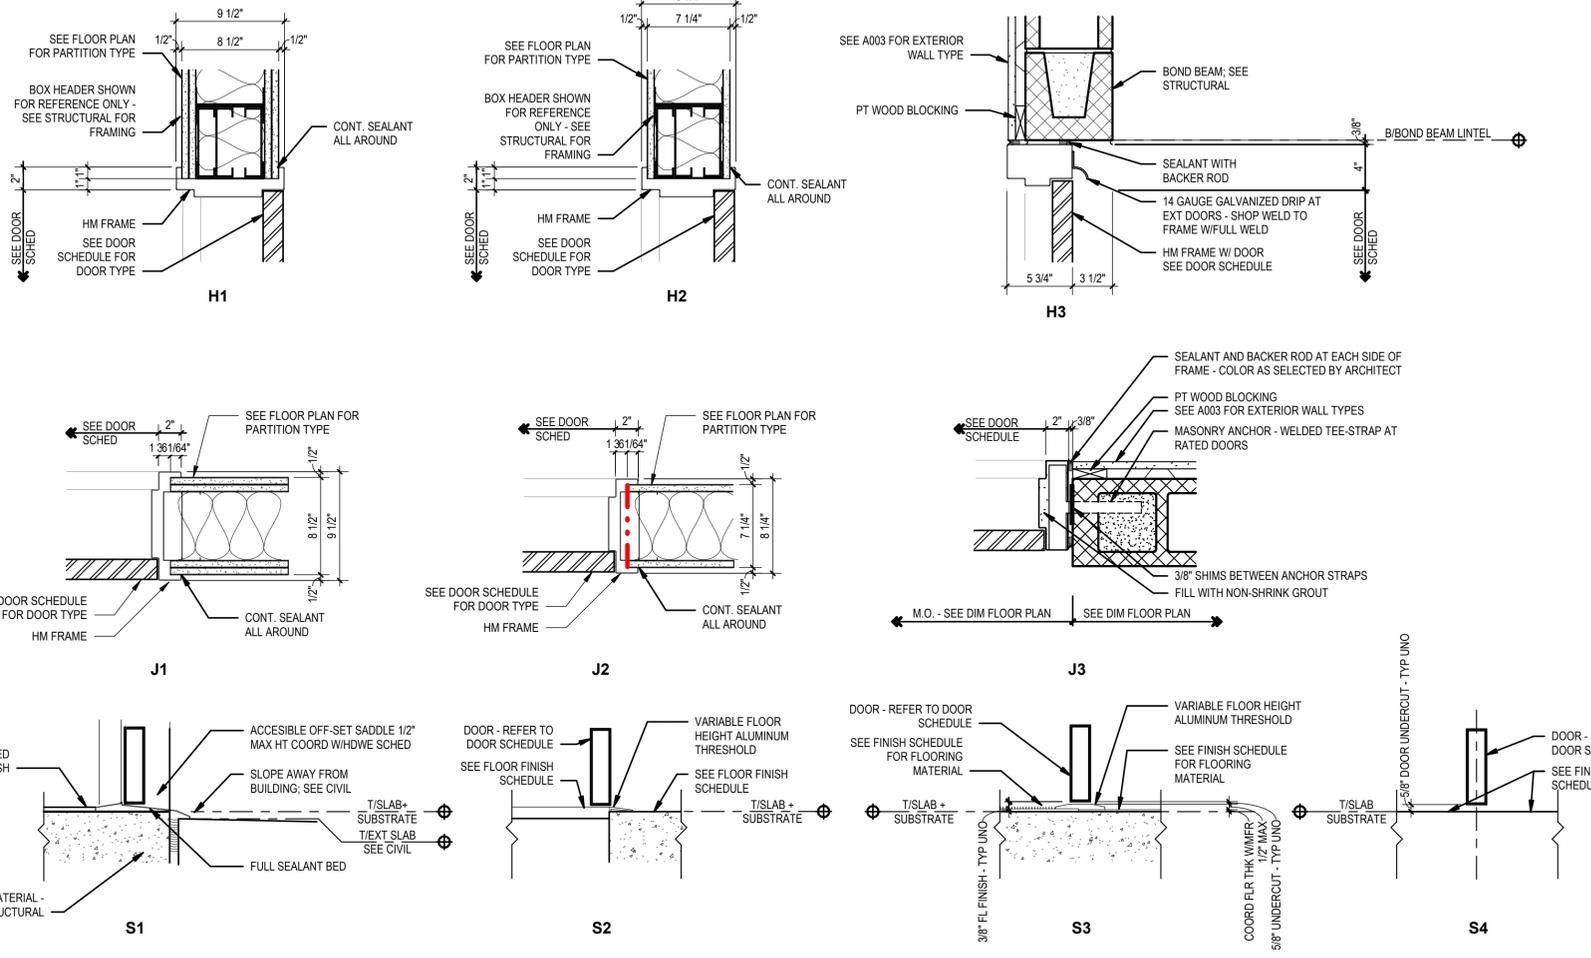 9 1/2"
1/2"
8 1/2"
1/2"
SEE FLOOR PLAN
FOR PARTITION TYPE
BOX HEADER SHOWN
FOR REFERENCE ONLY -
SEE STRUCTURAL FOR
FRAMING
CONT. SEALANT
ALL AROUND
2"
1"
1"
HM FRAME
SEE DOOR
SCHED
SEE DOOR
SCHEDULE FOR
DOOR TYPE
H1
1/2"
7 1/4"
1/2"
SEE FLOOR PLAN
FOR PARTITION TYPE
BOX HEADER SHOWN
FOR REFERENCE
ONLY - SEE
STRUCTURAL FOR
FRAMING
CONT. SEALANT
ALL AROUND
2"
1"
1"
HM FRAME
SEE DOOR
SCHED
SEE DOOR
SCHEDULE FOR
DOOR TYPE
H2
SEE A003 FOR EXTERIOR
WALL TYPE
PT WOOD BLOCKING
BOND BEAM; SEE
STRUCTURAL
3/8"
B/BOND BEAM LINTEL
4"
SEALANT WITH
BACKER ROD
14 GAUGE GALVANIZED DRIP AT
EXT DOORS - SHOP WELD TO
FRAME W/FULL WELD
HM FRAME W/ DOOR
SEE DOOR SCHEDULE
SEE DOOR
SCHED
5 3/4"
3 1/2"
H3
SEE DOOR
SCHED
2"
1"
361/64"
SEE FLOOR PLAN FOR
PARTITION TYPE
1/2"
8 1/2"
9 1/2"
1/2"
DOOR SCHEDULE
FOR DOOR TYPE
HM FRAME
CONT. SEALANT
ALL AROUND
J1
SEE DOOR
SCHED
2"
1"
361/64"
SEE FLOOR PLAN FOR
PARTITION TYPE
1/2"
7 1/4"
8 1/4"
1/2"
SEE DOOR SCHEDULE
FOR DOOR TYPE
HM FRAME
CONT. SEALANT
ALL AROUND
J2
SEALANT AND BACKER ROD AT EACH SIDE OF
FRAME - COLOR AS SELECTED BY ARCHITECT
PT WOOD BLOCKING
SEE A003 FOR EXTERIOR WALL TYPES
MASONRY ANCHOR - WELDED TEE-STRAP AT
RATED DOORS
SEE DOOR
SCHEDULE
2"
3/8"
3/8" SHIMS BETWEEN ANCHOR STRAPS
FILL WITH NON-SHRINK GROUT
M.O. - SEE DIM FLOOR PLAN
SEE DIM FLOOR PLAN
J3
ACCESIBLE OFF-SET SADDLE 1/2"
MAX HT COORD W/HDWE SCHED
SLOPE AWAY FROM
BUILDING; SEE CIVIL
T/SLAB+
SUBSTRATE
T/EXT SLAB
SEE CIVIL
FULL SEALANT BED
ATERIAL -
UCTURAL
S1
DOOR - REFER TO
DOOR SCHEDULE
SEE FLOOR FINISH
SCHEDULE
VARIABLE FLOOR
HEIGHT ALUMINUM
THRESHOLD
SEE FLOOR FINISH
SCHEDULE
T/SLAB +
SUBSTRATE
S2
DOOR - REFER TO DOOR
SCHEDULE
SEE FINISH SCHEDULE
FOR FLOORING
MATERIAL
VARIABLE FLOOR HEIGHT
ALUMINUM THRESHOLD
SEE FINISH SCHEDULE
FOR FLOORING
MATERIAL
T/SLAB +
SUBSTRATE
3/8" FL FINISH - TYP UNO
COORD FLR THK W/MFR
1/2" MAX
5/8" UNDERCUT - TYP UNO
S3
5/8" DOOR UNDERCUT - TYP UNO
DOOR -
DOOR S
SEE FIN
SCHEDU
T/SLAB
SUBSTRATE
S4